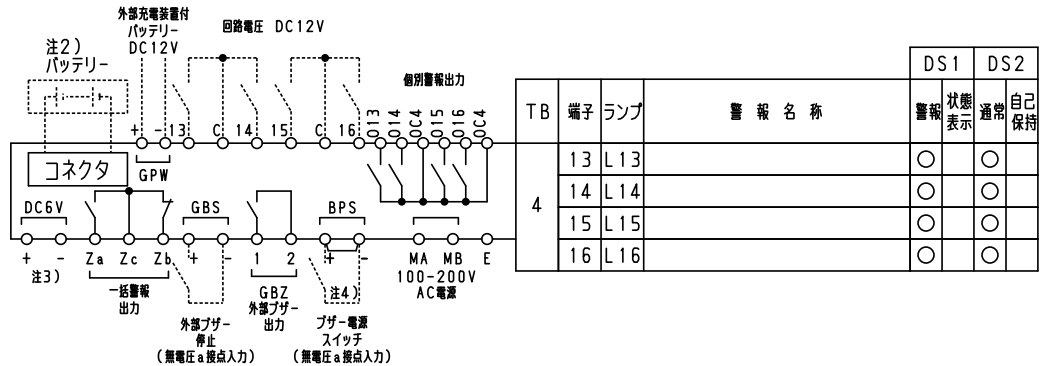 外部充電装置付
バッテリー
DC12V
回路電圧 DC12V
注2)
バッテリー
個別警報出力
+ - 13 C 14 15 C 16 O13 O14 OC4 O15 O16 OC4
コネクタ
GPW
DC6V GBS BPS
+ - Za Zc Zb + - 1 2 + - MA MB E
注3)
一括警報
出力
GBZ
外部ブザー
出力
注4)
100-200V
AC電源
外部ブザー
停止
(無電圧a接点入力)
ブザー電源
スイッチ
(無電圧a接点入力)
DS1 DS2
TB 端子 ランプ 警報名称 警報 状態表示 通常 自己保持
4
13 L13 ○ ○
14 L14 ○ ○
15 L15 ○ ○
16 L16 ○ ○